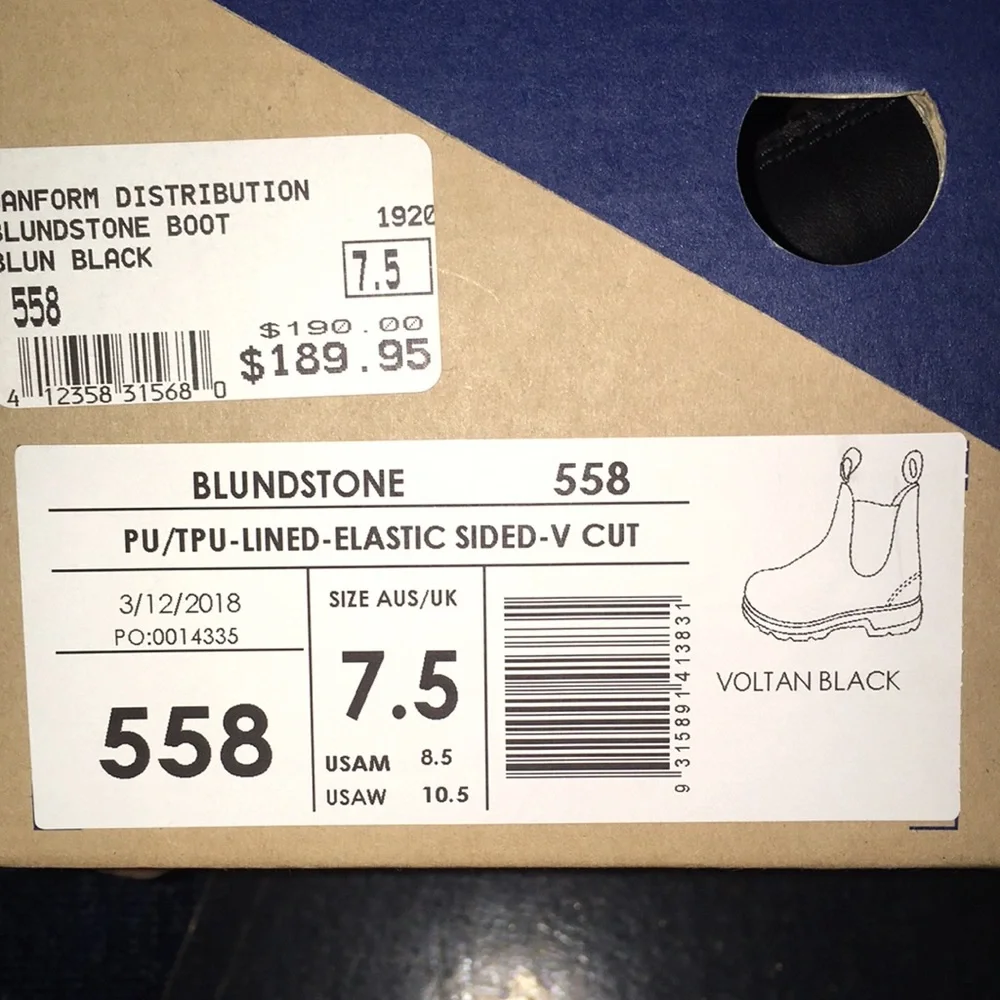 ANFORM DISTRIBUTION
BLUNDSTONE BOOT 1920
BLUN BLACK
7.5
558
$190.00
$189.95
4 12358 31568 0
BLUNDSTONE 558
PU/TPU-LINED-ELASTIC SIDED-V CUT
3/12/2018
PO:0014335
558
SIZE AUS/UK
7.5
USAM 8.5
USAW 10.5
9 315891 413831
VOLTAN BLACK